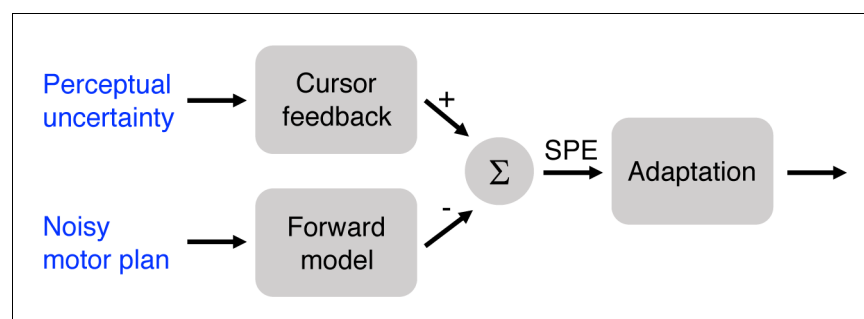 Perceptual
uncertainty
Cursor
feedback
+
Σ
SPE
Adaptation
-
Noisy
motor plan
Forward
model